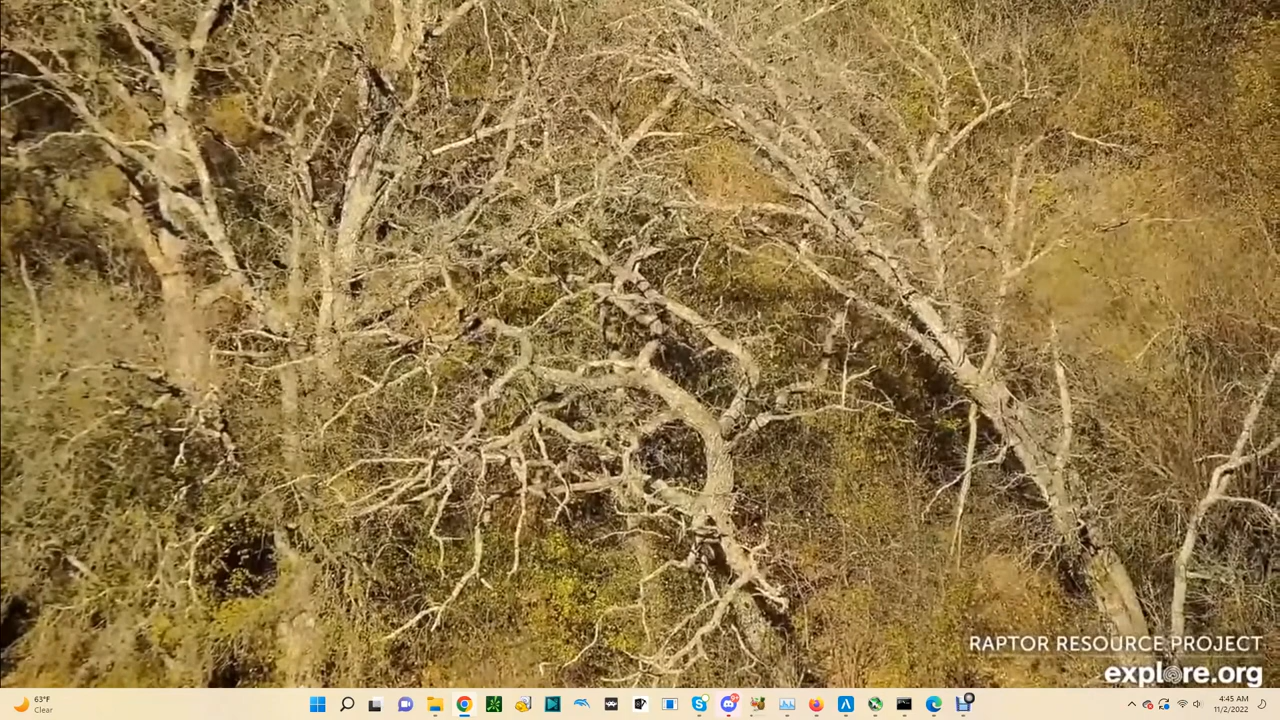 RAPTOR RESOURCE PROJECT
explore.org
63°F
Clear
4:45 AM
11/2/2022